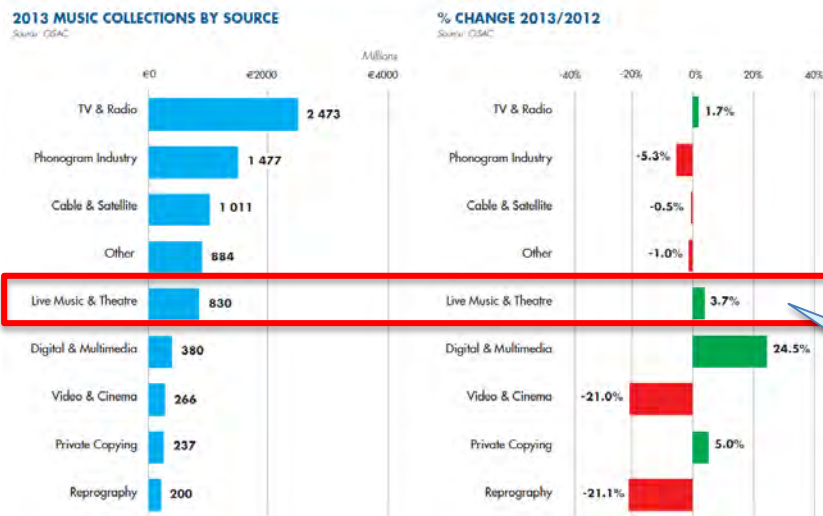 2013 MUSIC COLLECTIONS BY SOURCE
Source: CISAC
Millions
€0 €2000 €4000
TV & Radio 2 473
Phonogram Industry 1 477
Cable & Satellite 1 011
Other 884
Live Music & Theatre 830
Digital & Multimedia 380
Video & Cinema 266
Private Copying 237
Reprography 200
% CHANGE 2013/2012
Source: CISAC
-40% -20% 0% 20% 40%
TV & Radio 1.7%
Phonogram Industry -5.3%
Cable & Satellite -0.5%
Other -1.0%
Live Music & Theatre 3.7%
Digital & Multimedia 24.5%
Video & Cinema -21.0%
Private Copying 5.0%
Reprography -21.1%